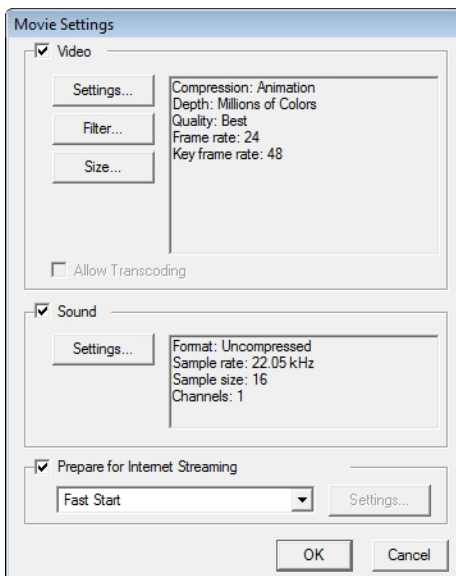 Movie Settings
Video
Settings...
Filter...
Size...
Compression: Animation
Depth: Millions of Colors
Quality: Best
Frame rate: 24
Key frame rate: 48
Allow Transcoding
Sound
Settings...
Format: Uncompressed
Sample rate: 22.05 kHz
Sample size: 16
Channels: 1
Prepare for Internet Streaming
Fast Start
Settings...
OK
Cancel